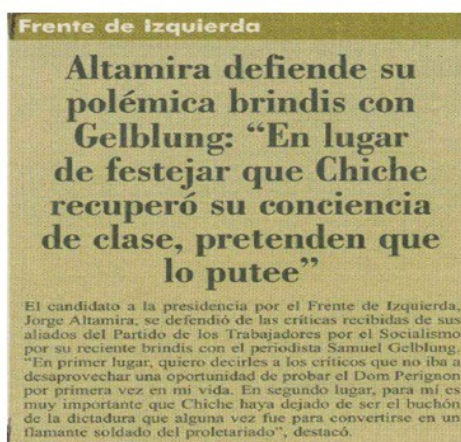 Frente de Izquierda
Altamira defiende su
polémica brindis con
Gelblung: “En lugar
de festejar que Chiche
recuperó su conciencia
de clase, pretenden que
lo putee”
El candidato a la presidencia por el Frente de Izquierda,
Jorge Altamira, se defendió de las críticas recibidas de sus
aliados del Partido de los Trabajadores por el Socialismo
por su reciente brindis con el periodista Samuel Gelblung.
“En primer lugar, quiero decirles a los críticos que no iba a
desaprovechar una oportunidad de probar el Dom Perignon
por primera vez en mi vida. En segundo lugar, para mí es
muy importante que Chiche haya dejado de ser el buchón
de la dictadura que alguna vez fue para convertirse en un
flamante soldado del proletariado”, destacó.